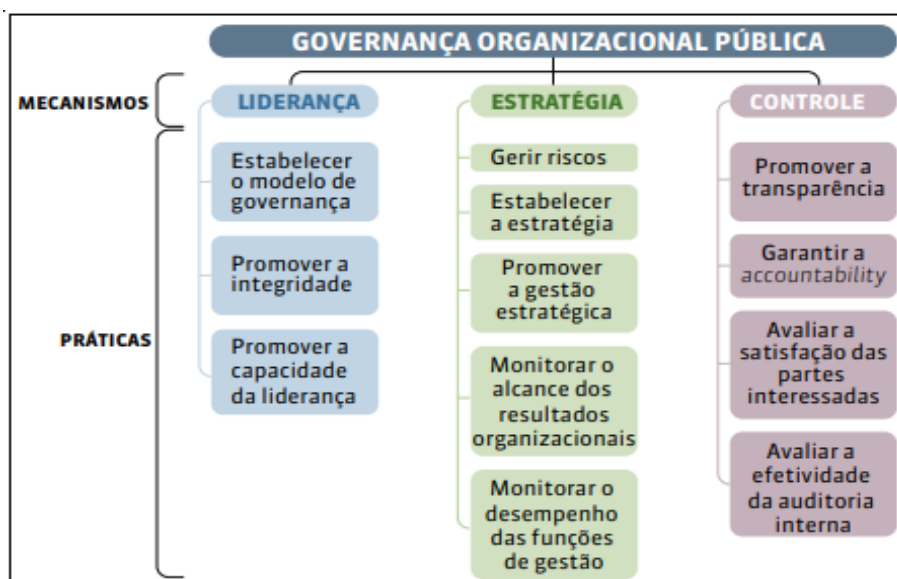 GOVERNANÇA ORGANIZACIONAL PÚBLICA
MECANISMOS
LIDERANÇA
ESTRATÉGIA
CONTROLE
PRÁTICAS
Estabelecer
o modelo de
governança
Promover a
integridade
Promover a
capacidade
da liderança
Gerir riscos
Estabelecer
a estratégia
Promover
a gestão
estratégica
Monitorar o
alcance dos
resultados
organizacionais
Monitorar o
desempenho
das funções
de gestão
Promover a
transparência
Garantir a
accountability
Avaliar a
satisfação das
partes
interessadas
Avaliar a
efetividade
da auditoria
interna